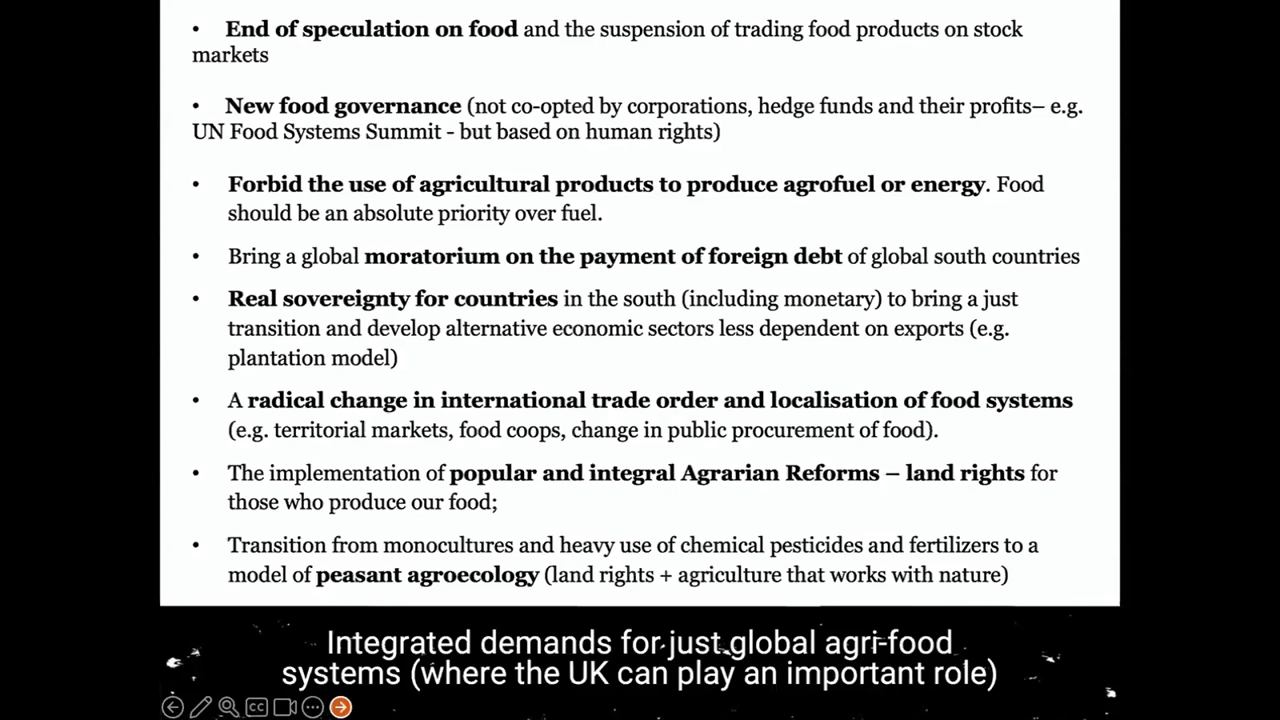 • End of speculation on food and the suspension of trading food products on stock
markets
• New food governance (not co-opted by corporations, hedge funds and their profits– e.g.
UN Food Systems Summit - but based on human rights)
• Forbid the use of agricultural products to produce agrofuel or energy. Food
should be an absolute priority over fuel.
• Bring a global moratorium on the payment of foreign debt of global south countries
• Real sovereignty for countries in the south (including monetary) to bring a just
transition and develop alternative economic sectors less dependent on exports (e.g.
plantation model)
• A radical change in international trade order and localisation of food systems
(e.g. territorial markets, food coops, change in public procurement of food).
• The implementation of popular and integral Agrarian Reforms – land rights for
those who produce our food;
• Transition from monocultures and heavy use of chemical pesticides and fertilizers to a
model of peasant agroecology (land rights + agriculture that works with nature)
Integrated demands for just global agri-food
systems (where the UK can play an important role)
CC